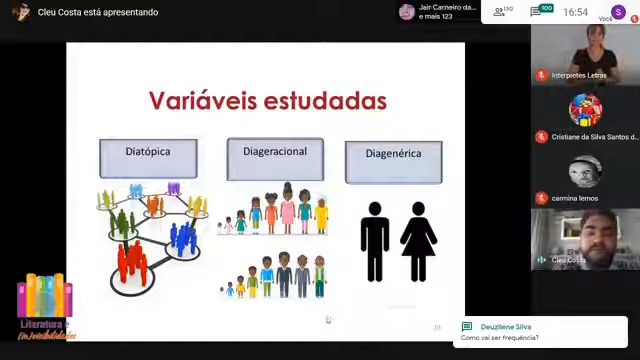 Cleu Costa está apresentando
Jair Carneiro da...
e mais 123
130
100
16:54
Você
S
Variáveis estudadas
Diatópica
Diageracional
Diagenérica
Interpretes Letras
Cristiane da Silva Santos d...
carmina lemos
Cleu Costa
Literatura e
(in)visibilidades
Deuzilene Silva
Como vai ser frequência?